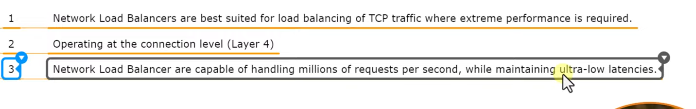 1 Network Load Balancers are best suited for load balancing of TCP traffic where extreme performance is required.
2 Operating at the connection level (Layer 4)
3 Network Load Balancer are capable of handling millions of requests per second, while maintaining ultra-low latencies.